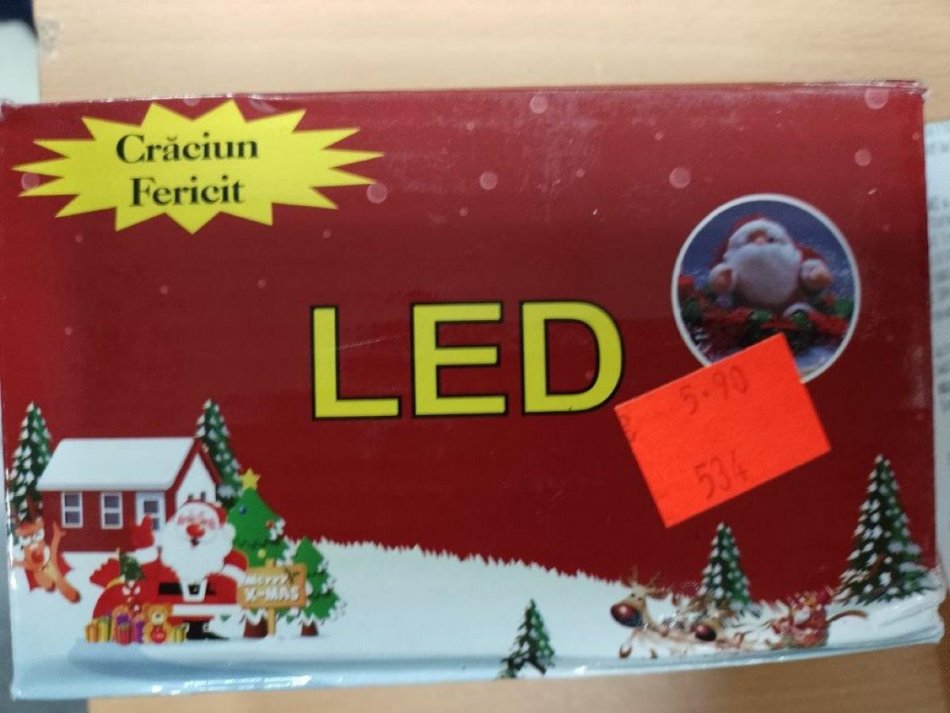 Crăciun
Fericit
LED
5.90
534
MERRY
X-MAS